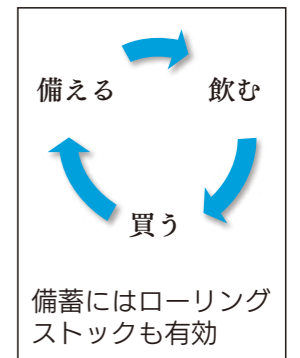 備える
飲む
買う
備蓄にはローリング
ストックも有効